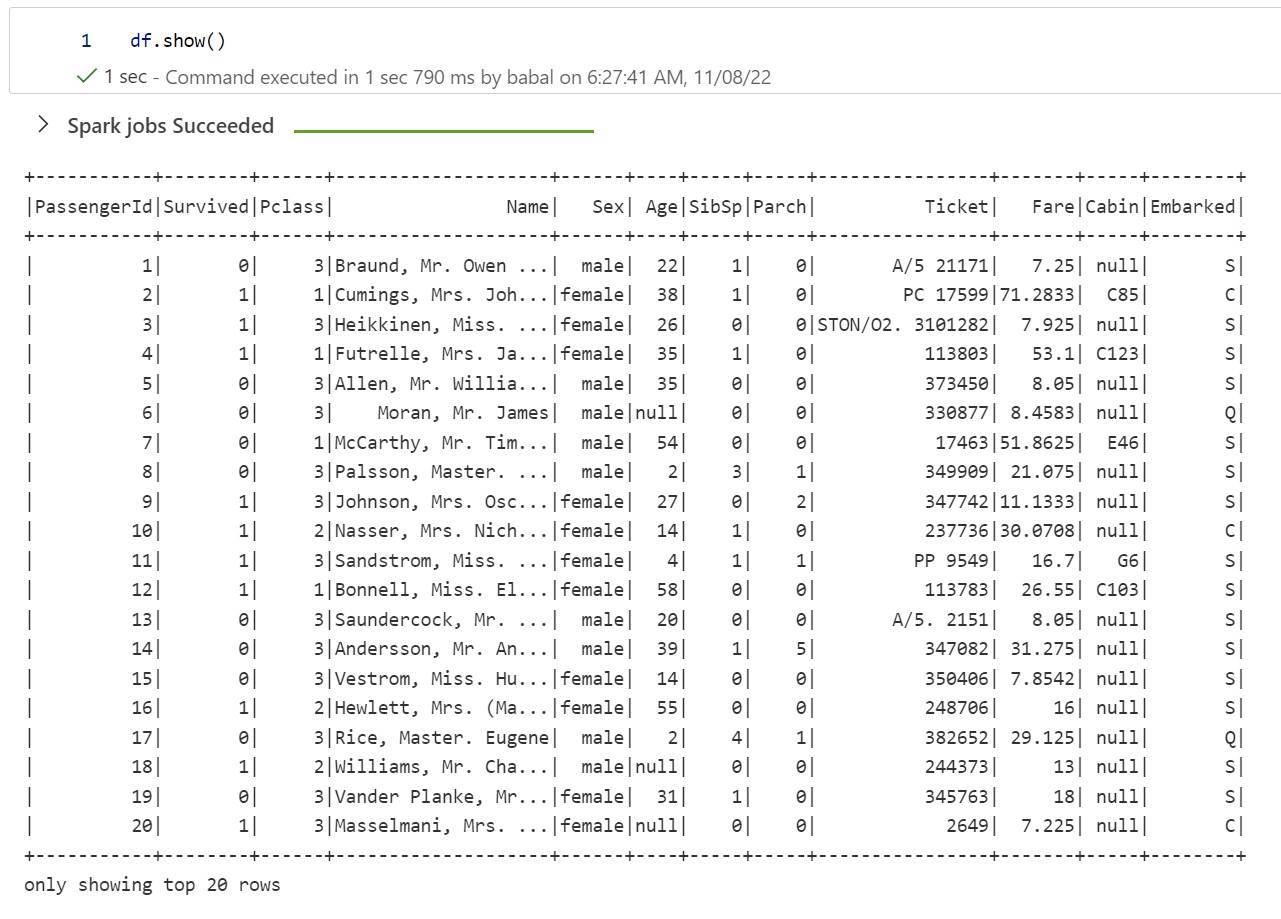 1 df.show()
1 sec - Command executed in 1 sec 790 ms by babal on 6:27:41 AM, 11/08/22
Spark jobs Succeeded
+-----------+--------+------+--------------------+------+----+-----+-----+----------------+-------+-----+--------+
|PassengerId|Survived|Pclass|                Name|   Sex| Age|SibSp|Parch|          Ticket|   Fare|Cabin|Embarked|
+-----------+--------+------+--------------------+------+----+-----+-----+----------------+-------+-----+--------+
|          1|       0|     3|Braund, Mr. Owen ...|  male|  22|    1|    0|       A/5 21171|   7.25| null|       S|
|          2|       1|     1|Cumings, Mrs. Joh...|female|  38|    1|    0|        PC 17599|71.2833|  C85|       C|
|          3|       1|     3|Heikkinen, Miss. ...|female|  26|    0|    0|STON/O2. 3101282|  7.925| null|       S|
|          4|       1|     1|Futrelle, Mrs. Ja...|female|  35|    1|    0|          113803|   53.1| C123|       S|
|          5|       0|     3|Allen, Mr. Willia...|  male|  35|    0|    0|          373450|   8.05| null|       S|
|          6|       0|     3|    Moran, Mr. James|  male|null|    0|    0|          330877| 8.4583| null|       Q|
|          7|       0|     1|McCarthy, Mr. Tim...|  male|  54|    0|    0|           17463|51.8625|  E46|       S|
|          8|       0|     3|Palsson, Master. ...|  male|   2|    3|    1|          349909| 21.075| null|       S|
|          9|       1|     3|Johnson, Mrs. Osc...|female|  27|    0|    2|          347742|11.1333| null|       S|
|         10|       1|     2|Nasser, Mrs. Nich...|female|  14|    1|    0|          237736|30.0708| null|       C|
|         11|       1|     3|Sandstrom, Miss. ...|female|   4|    1|    1|         PP 9549|   16.7|   G6|       S|
|         12|       1|     1|Bonnell, Miss. El...|female|  58|    0|    0|          113783|  26.55| C103|       S|
|         13|       0|     3|Saundercock, Mr. ...|  male|  20|    0|    0|       A/5. 2151|   8.05| null|       S|
|         14|       0|     3|Andersson, Mr. An...|  male|  39|    1|    5|          347082| 31.275| null|       S|
|         15|       0|     3|Vestrom, Miss. Hu...|female|  14|    0|    0|          350406| 7.8542| null|       S|
|         16|       1|     2|Hewlett, Mrs. (Ma...|female|  55|    0|    0|          248706|     16| null|       S|
|         17|       0|     3|Rice, Master. Eugene|  male|   2|    4|    1|          382652| 29.125| null|       Q|
|         18|       1|     2|Williams, Mr. Cha...|  male|null|    0|    0|          244373|     13| null|       S|
|         19|       0|     3|Vander Planke, Mr...|female|  31|    1|    0|          345763|     18| null|       S|
|         20|       1|     3|Masselmani, Mrs. ...|female|null|    0|    0|            2649|  7.225| null|       C|
+-----------+--------+------+--------------------+------+----+-----+-----+----------------+-------+-----+--------+
only showing top 20 rows